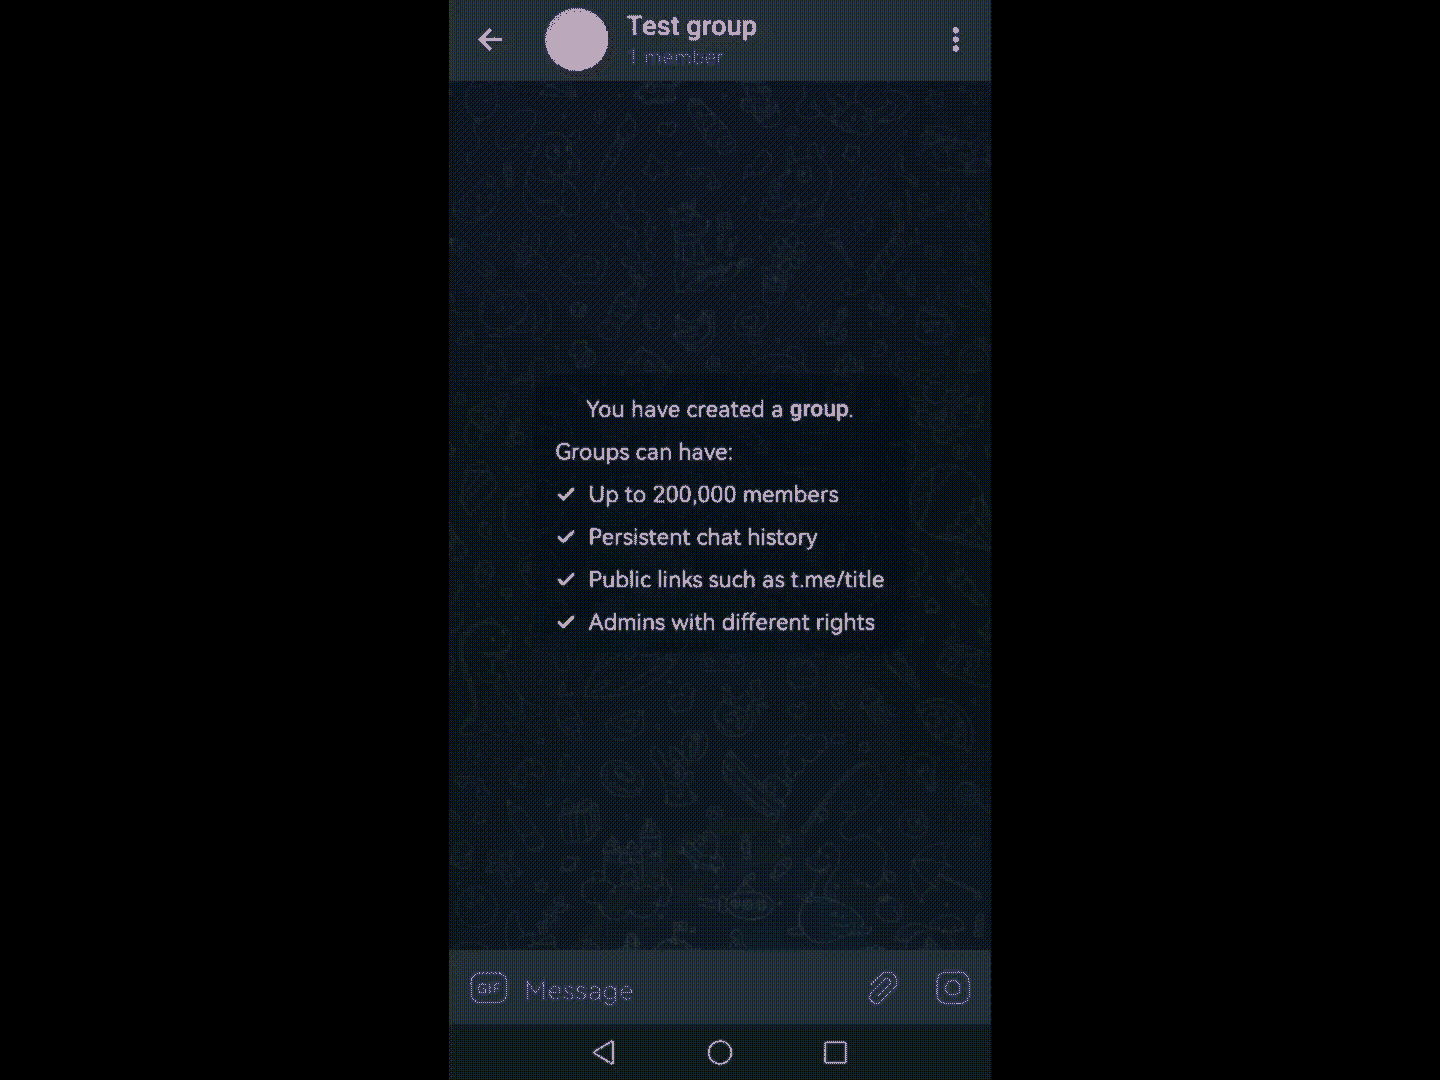 Test group
1 member
You have created a group.
Groups can have:
Up to 200,000 members
Persistent chat history
Public links such as t.me/title
Admins with different rights
GIF Message